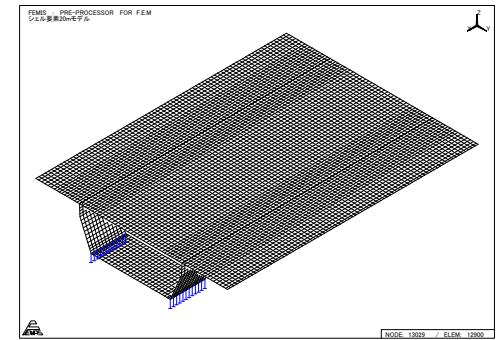 FEMIS : PRE-PROCESSOR FOR F.E.M
シェル要素20mモデル
Z
Y
NODE: 13029 / ELEM: 12900